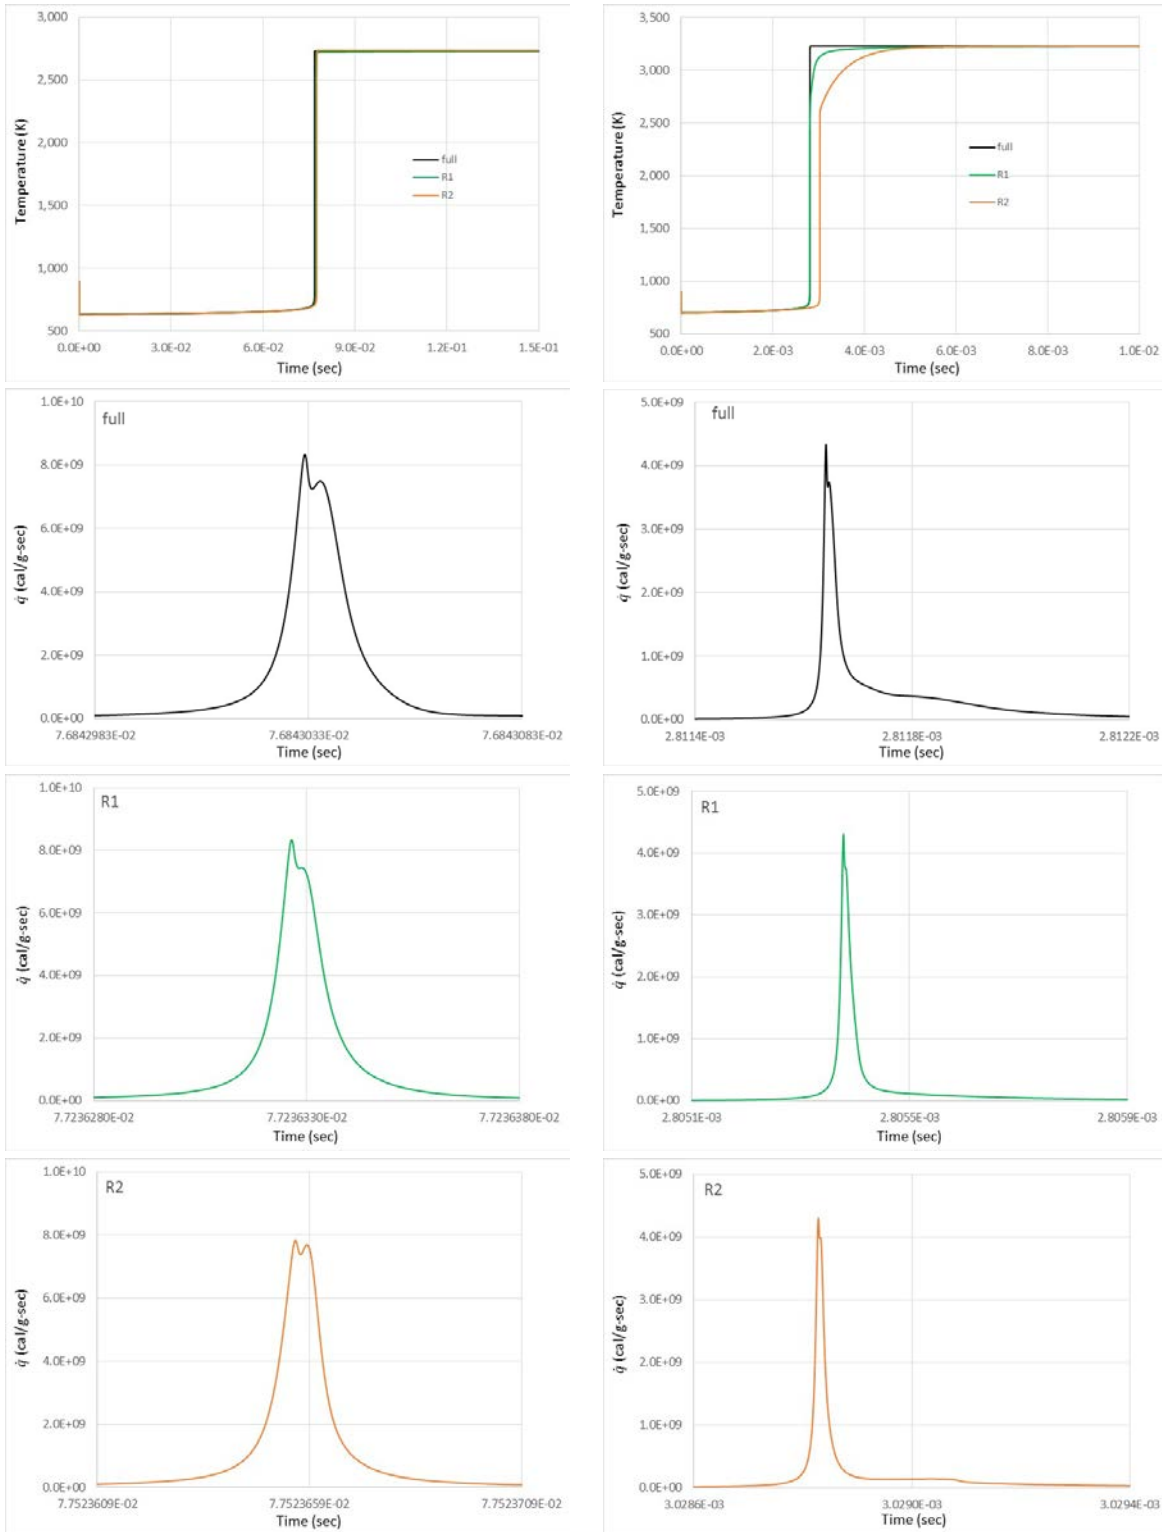 3,000
2,500
2,000
1,500
1,000
500
Temperature (K)
full
R1
R2
0.0E+00 3.0E-02 6.0E-02 9.0E-02 1.2E-01 1.5E-01
Time (sec)
3,500
3,000
2,500
2,000
1,500
1,000
500
Temperature (K)
full
R1
R2
0.0E+00 2.0E-03 4.0E-03 6.0E-03 8.0E-03 1.0E-02
Time (sec)
full
1.0E+10
8.0E+09
6.0E+09
4.0E+09
2.0E+09
0.0E+00
q̇ (cal/g-sec)
7.6842983E-02 7.6843033E-02 7.6843083E-02
Time (sec)
full
5.0E+09
4.0E+09
3.0E+09
2.0E+09
1.0E+09
0.0E+00
q̇ (cal/g-sec)
2.8114E-03 2.8118E-03 2.8122E-03
Time (sec)
R1
1.0E+10
8.0E+09
6.0E+09
4.0E+09
2.0E+09
0.0E+00
q̇ (cal/g-sec)
7.7236280E-02 7.7236330E-02 7.7236380E-02
Time (sec)
R1
5.0E+09
4.0E+09
3.0E+09
2.0E+09
1.0E+09
0.0E+00
q̇ (cal/g-sec)
2.8051E-03 2.8055E-03 2.8059E-03
Time (sec)
R2
1.0E+10
8.0E+09
6.0E+09
4.0E+09
2.0E+09
0.0E+00
q̇ (cal/g-sec)
7.7523609E-02 7.7523659E-02 7.7523709E-02
Time (sec)
R2
5.0E+09
4.0E+09
3.0E+09
2.0E+09
1.0E+09
0.0E+00
q̇ (cal/g-sec)
3.0286E-03 3.0290E-03 3.0294E-03
Time (sec)